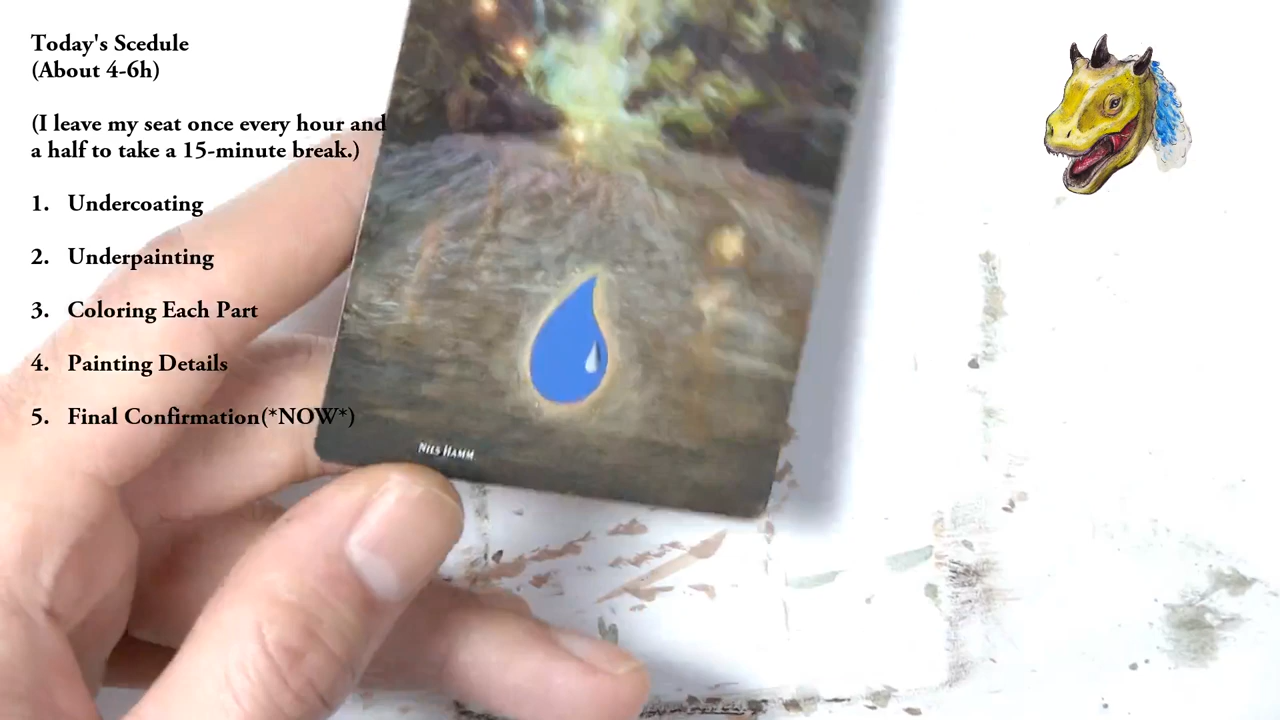 Today's Scedule
(About 4-6h)
(I leave my seat once every hour and
a half to take a 15-minute break.)
1. Undercoating
2. Underpainting
3. Coloring Each Part
4. Painting Details
5. Final Confirmation(*NOW*)
Nils Hamm